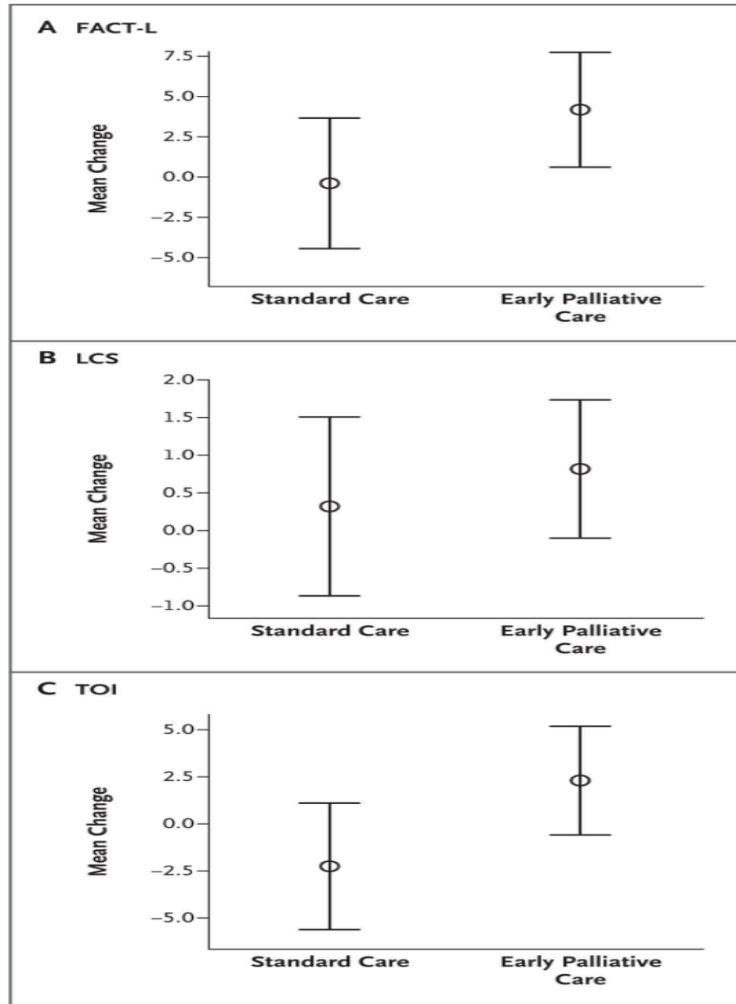 A FACT-L
7.5
5.0
2.5
0.0
−2.5
−5.0
Mean Change
Standard Care
Early Palliative
Care
B LCS
2.0
1.5
1.0
0.5
0.0
−0.5
−1.0
Mean Change
Standard Care
Early Palliative
Care
C TOI
5.0
2.5
0.0
−2.5
−5.0
Mean Change
Standard Care
Early Palliative
Care